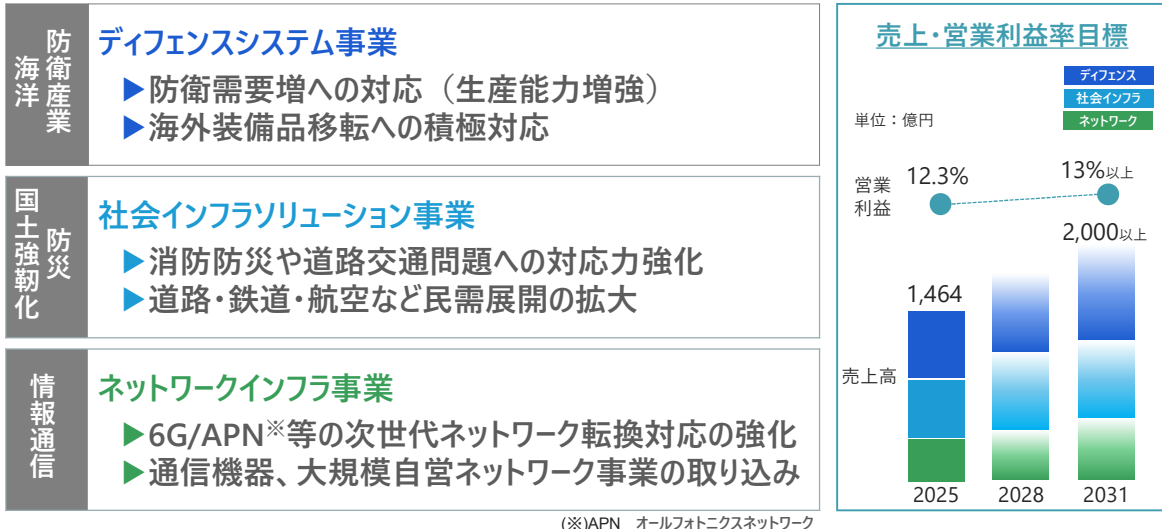 防衛産業
海洋
ディフェンスシステム事業
▶防衛需要増への対応（生産能力増強）
▶海外装備品移転への積極対応
国土強靭化
防災
社会インフラソリューション事業
▶消防防災や道路交通問題への対応力強化
▶道路・鉄道・航空など民需展開の拡大
情報通信
ネットワークインフラ事業
▶6G/APN※等の次世代ネットワーク転換対応の強化
▶通信機器、大規模自営ネットワーク事業の取り込み
(※)APN オールフォトニクスネットワーク
売上・営業利益率目標
ディフェンス
社会インフラ
ネットワーク
単位：億円
営業
利益
12.3%
13%以上
2,000以上
1,464
売上高
2025
2028
2031